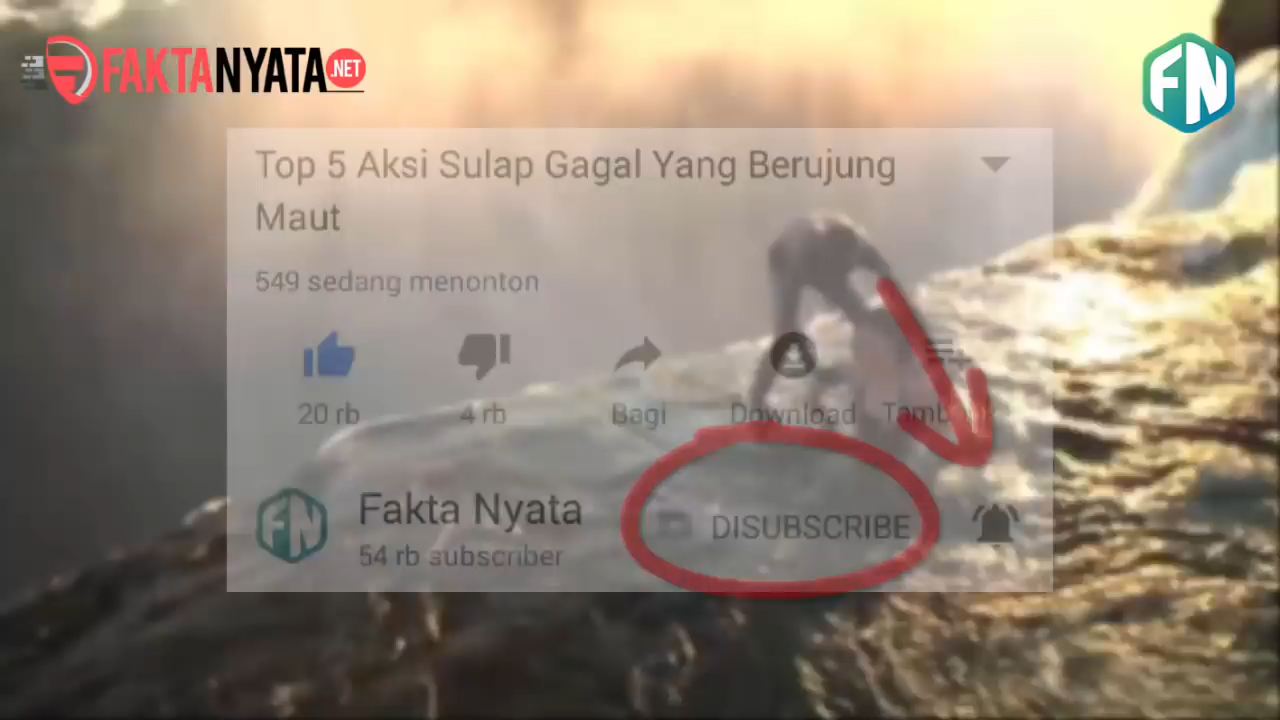 FAKTANYATA.NET
FN
Top 5 Aksi Sulap Gagal Yang Berujung
Maut
549 sedang menonton
20 rb
4 rb
Bagi
Download
Fakta Nyata
DISUBSCRIBE
54 rb subscriber
FN